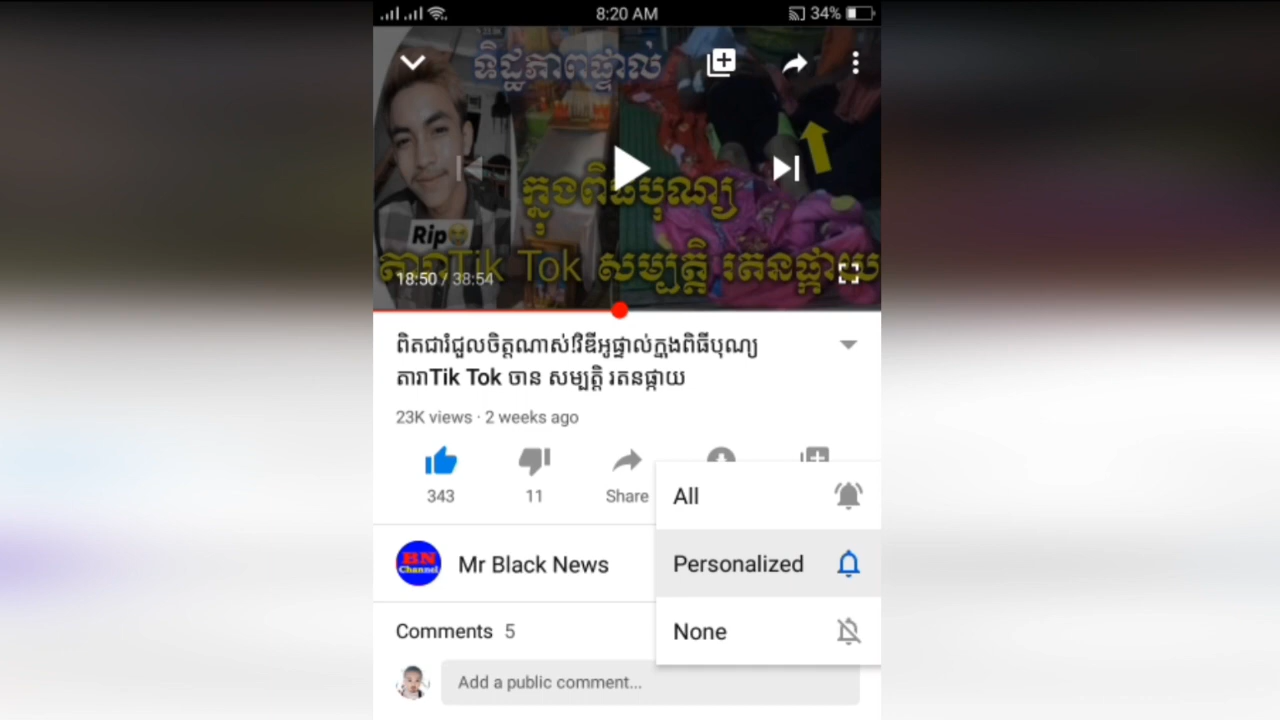 8:20 AM
34%
ទិដ្ឋភាពផ្ទាល់
ក្នុងពិធីបុណ្យ
Rip
តារាTik Tok សម្បត្តិ រតនផ្កាយ
18:50 / 38:54
ពិតជារំជួលចិត្តណាស់!វីឌីអូផ្ទាល់ក្នុងពិធីបុណ្យ
តារាTik Tok ចាន សម្បត្តិ រតនផ្កាយ
23K views · 2 weeks ago
343
11
Share
All
Personalized
None
BN
Channel
Mr Black News
Comments 5
Add a public comment...